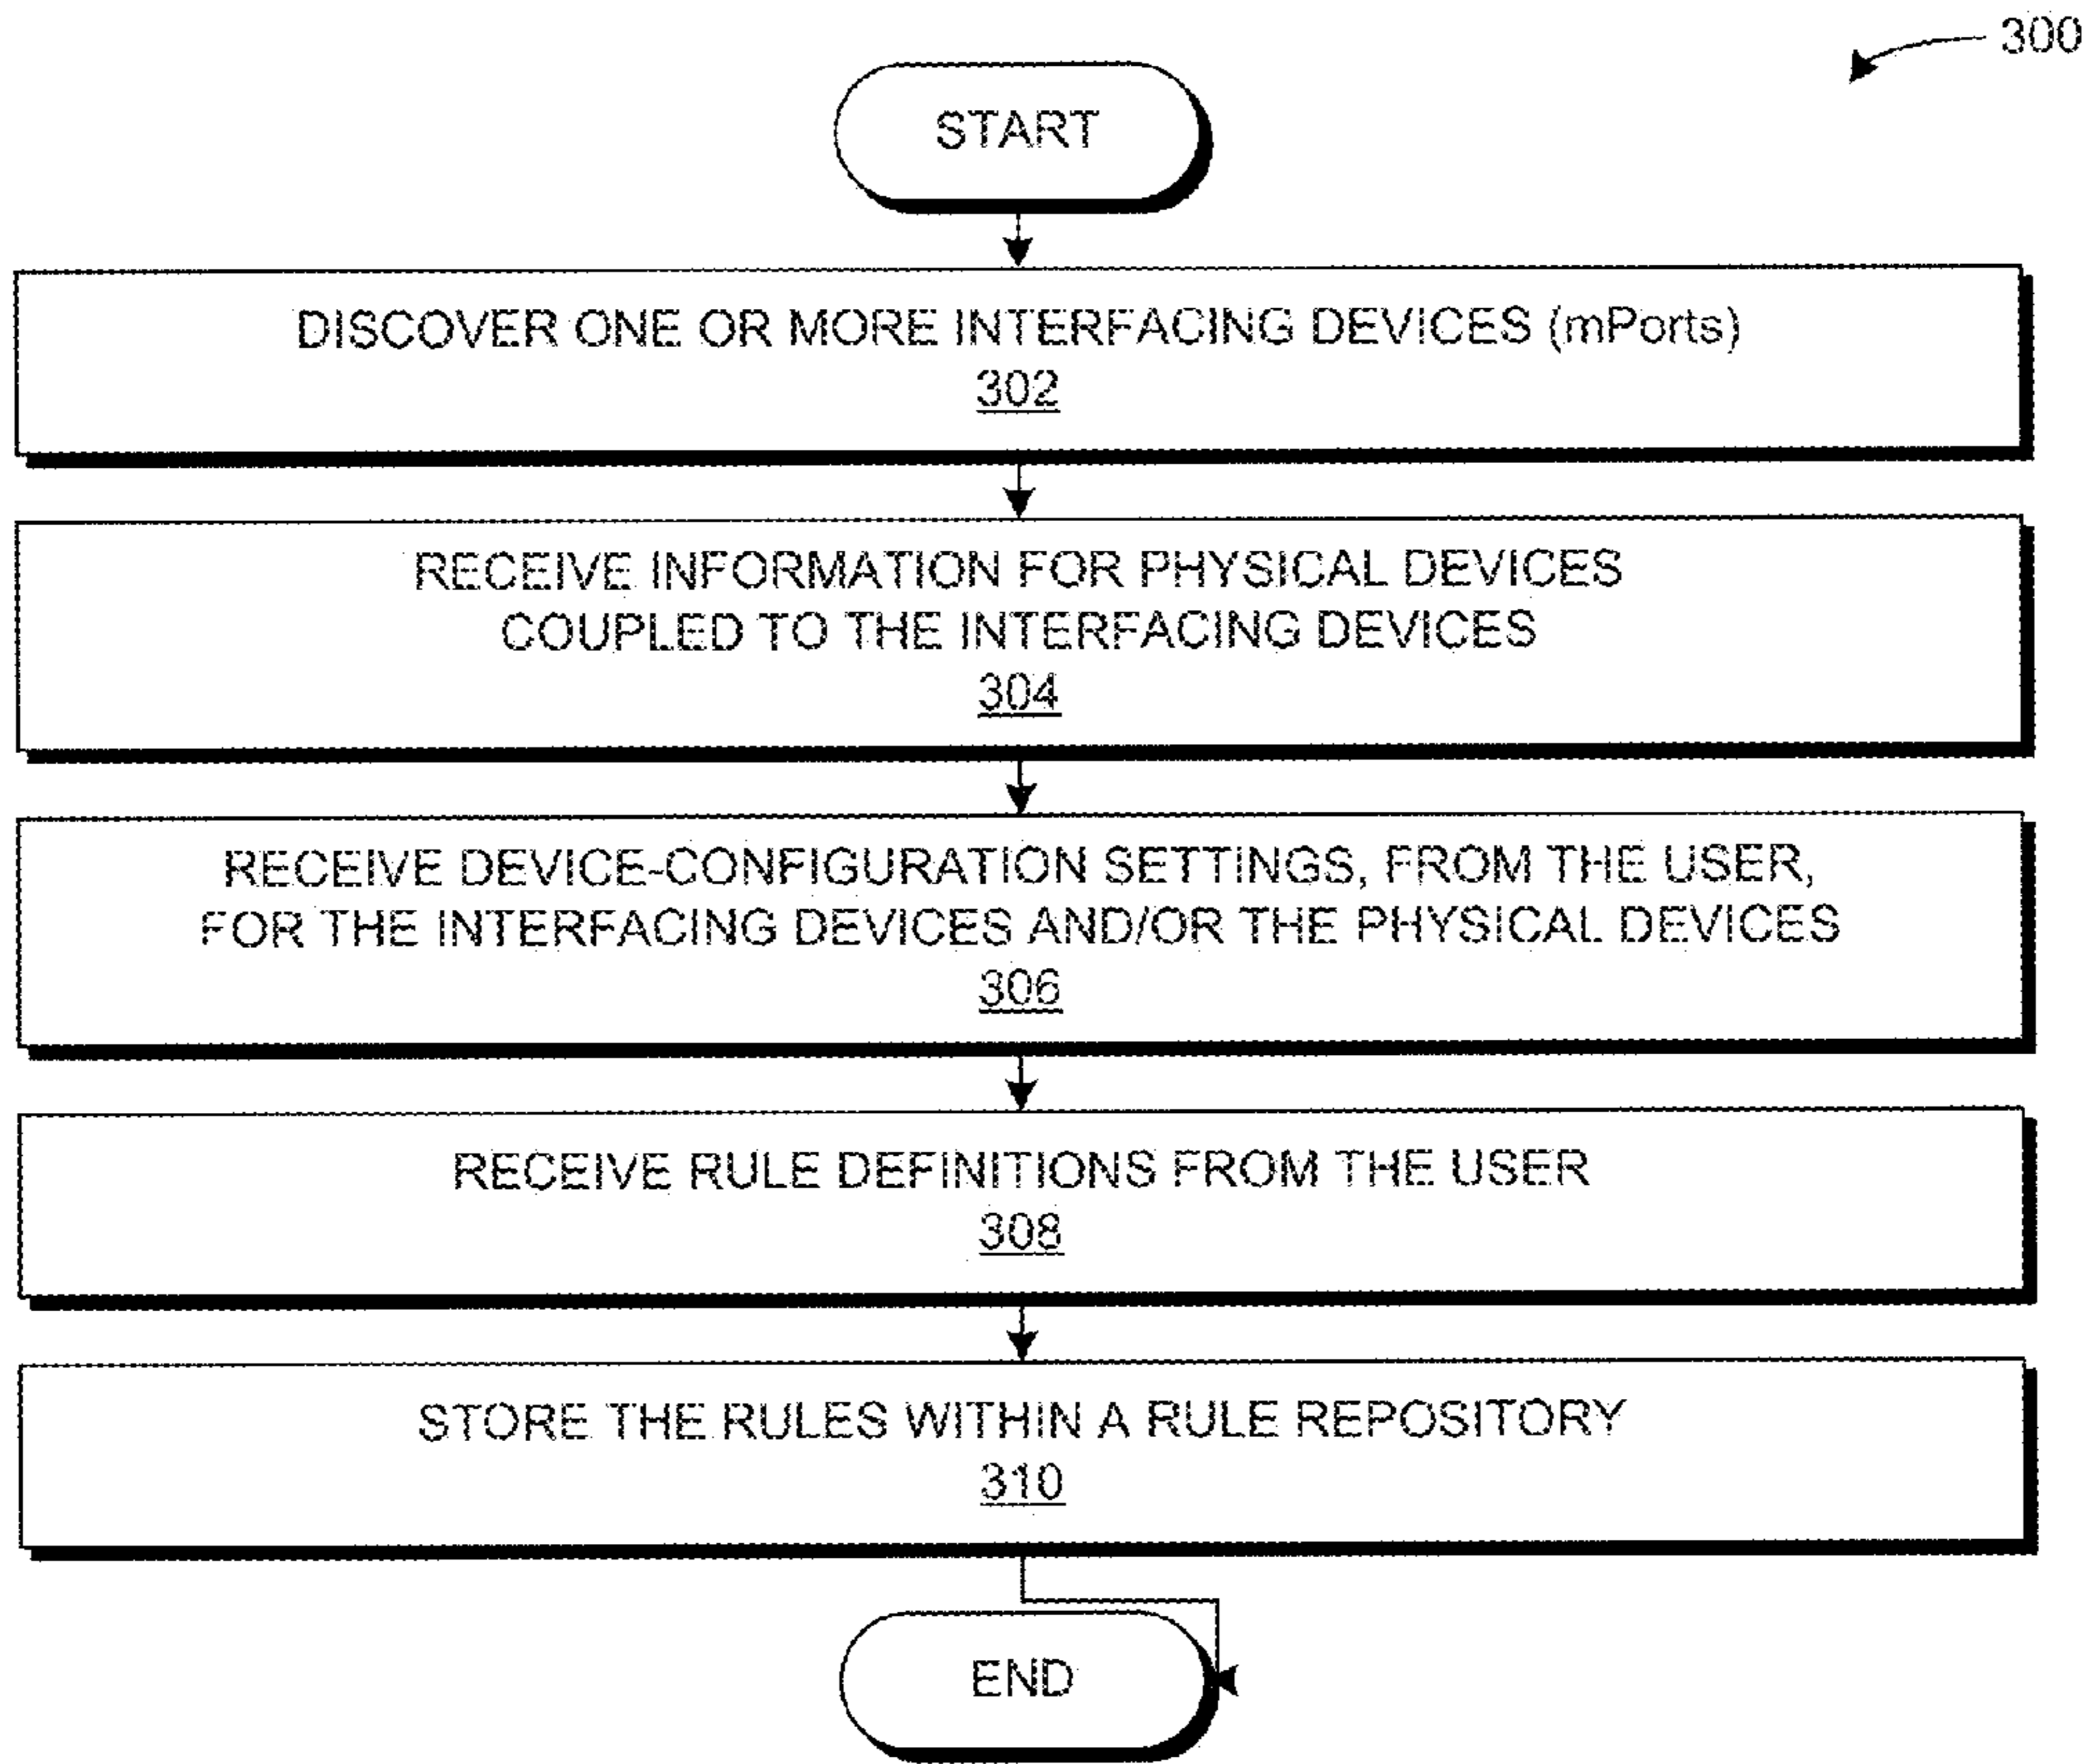 300
START
DISCOVER ONE OR MORE INTERFACING DEVICES (mPorts)
302
RECEIVE INFORMATION FOR PHYSICAL DEVICES
COUPLED TO THE INTERFACING DEVICES
304
RECEIVE DEVICE-CONFIGURATION SETTINGS, FROM THE USER,
FOR THE INTERFACING DEVICES AND/OR THE PHYSICAL DEVICES
306
RECEIVE RULE DEFINITIONS FROM THE USER
308
STORE THE RULES WITHIN A RULE REPOSITORY
310
END